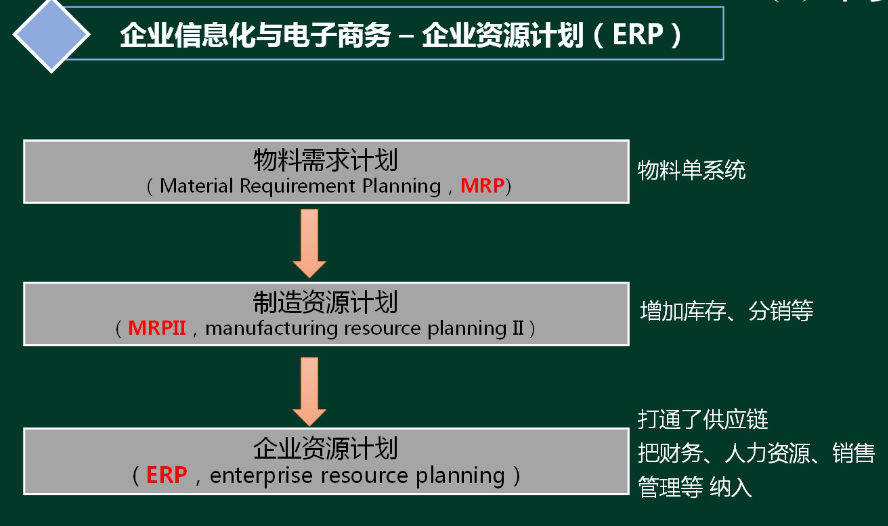 企业信息化与电子商务 – 企业资源计划（ERP）
物料需求计划
（Material Requirement Planning，MRP）
物料单系统
制造资源计划
（MRPII，manufacturing resource planning II）
增加库存、分销等
企业资源计划
（ERP，enterprise resource planning）
打通了供应链
把财务、人力资源、销售
管理等 纳入